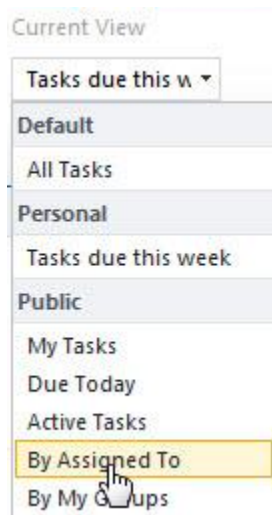 Current View
Tasks due this w
Default
All Tasks
Personal
Tasks due this week
Public
My Tasks
Due Today
Active Tasks
By Assigned To
By My Groups